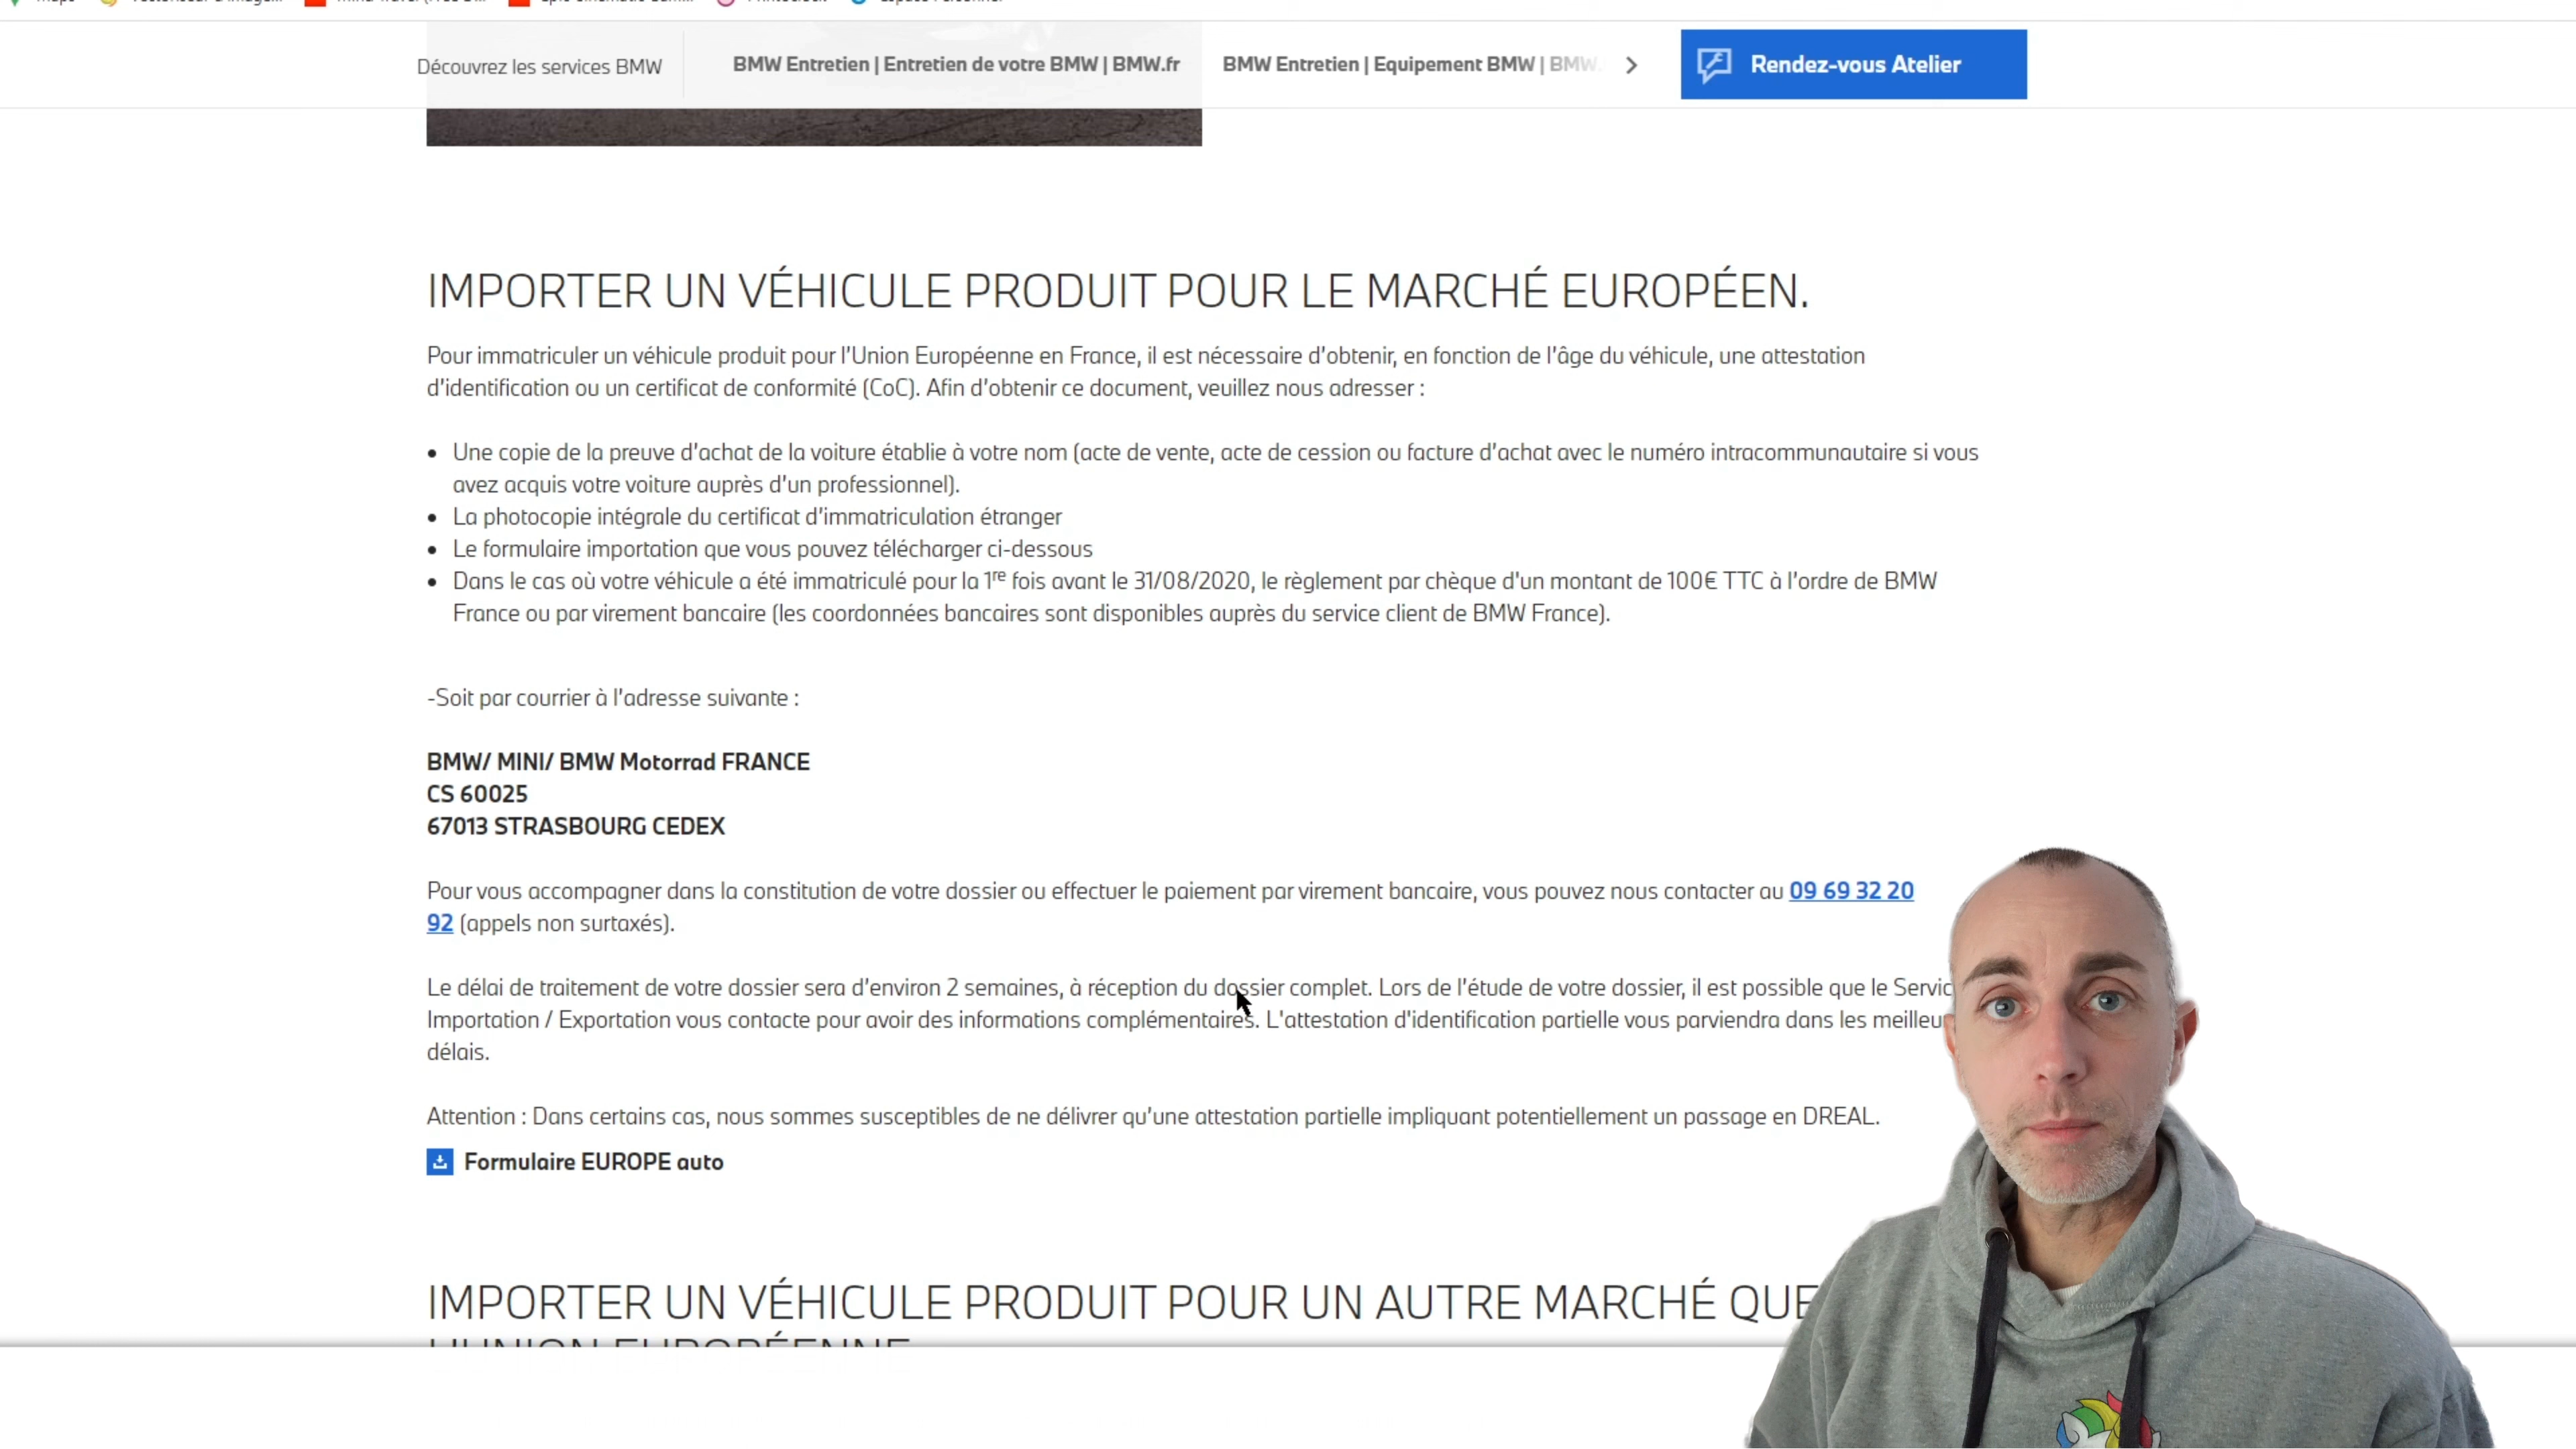 Découvrez les services BMW
BMW Entretien | Entretien de votre BMW | BMW.fr
BMW Entretien | Equipement BMW | BMW.
Rendez-vous Atelier
IMPORTER UN VÉHICULE PRODUIT POUR LE MARCHÉ EUROPÉEN.
Pour immatriculer un véhicule produit pour l'Union Européenne en France, il est nécessaire d'obtenir, en fonction de l'âge du véhicule, une attestation
d'identification ou un certificat de conformité (CoC). Afin d'obtenir ce document, veuillez nous adresser :
• Une copie de la preuve d'achat de la voiture établie à votre nom (acte de vente, acte de cession ou facture d'achat avec le numéro intracommunautaire si vous
avez acquis votre voiture auprès d'un professionnel).
• La photocopie intégrale du certificat d'immatriculation étranger
• Le formulaire importation que vous pouvez télécharger ci-dessous
• Dans le cas où votre véhicule a été immatriculé pour la 1re fois avant le 31/08/2020, le règlement par chèque d'un montant de 100€ TTC à l'ordre de BMW
France ou par virement bancaire (les coordonnées bancaires sont disponibles auprès du service client de BMW France).
-Soit par courrier à l'adresse suivante :
BMW/ MINI/ BMW Motorrad FRANCE
CS 60025
67013 STRASBOURG CEDEX
Pour vous accompagner dans la constitution de votre dossier ou effectuer le paiement par virement bancaire, vous pouvez nous contacter au 09 69 32 20
92 (appels non surtaxés).
Le délai de traitement de votre dossier sera d'environ 2 semaines, à réception du dossier complet. Lors de l'étude de votre dossier, il est possible que le Servic
Importation / Exportation vous contacte pour avoir des informations complémentaires. L'attestation d'identification partielle vous parviendra dans les meilleu
délais.
Attention : Dans certains cas, nous sommes susceptibles de ne délivrer qu'une attestation partielle impliquant potentiellement un passage en DREAL.
Formulaire EUROPE auto
IMPORTER UN VÉHICULE PRODUIT POUR UN AUTRE MARCHÉ QUE
L'UNION EUROPÉENNE